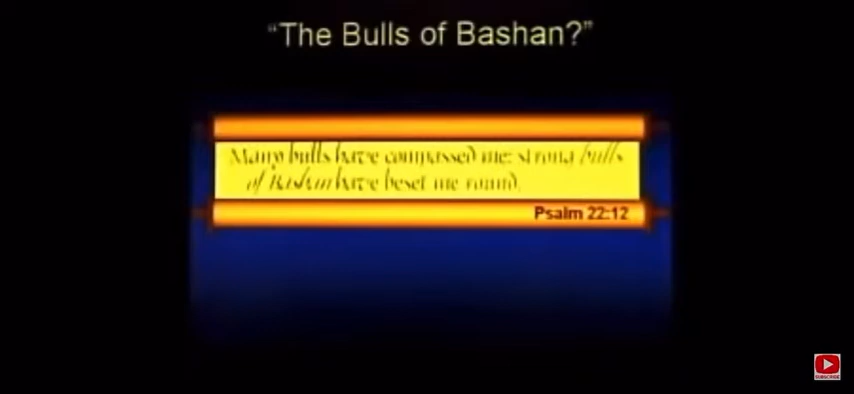 “The Bulls of Bashan?”
Many bulls have compassed me: strong bulls
of Bashan have beset me round.
Psalm 22:12
SUBSCRIBE